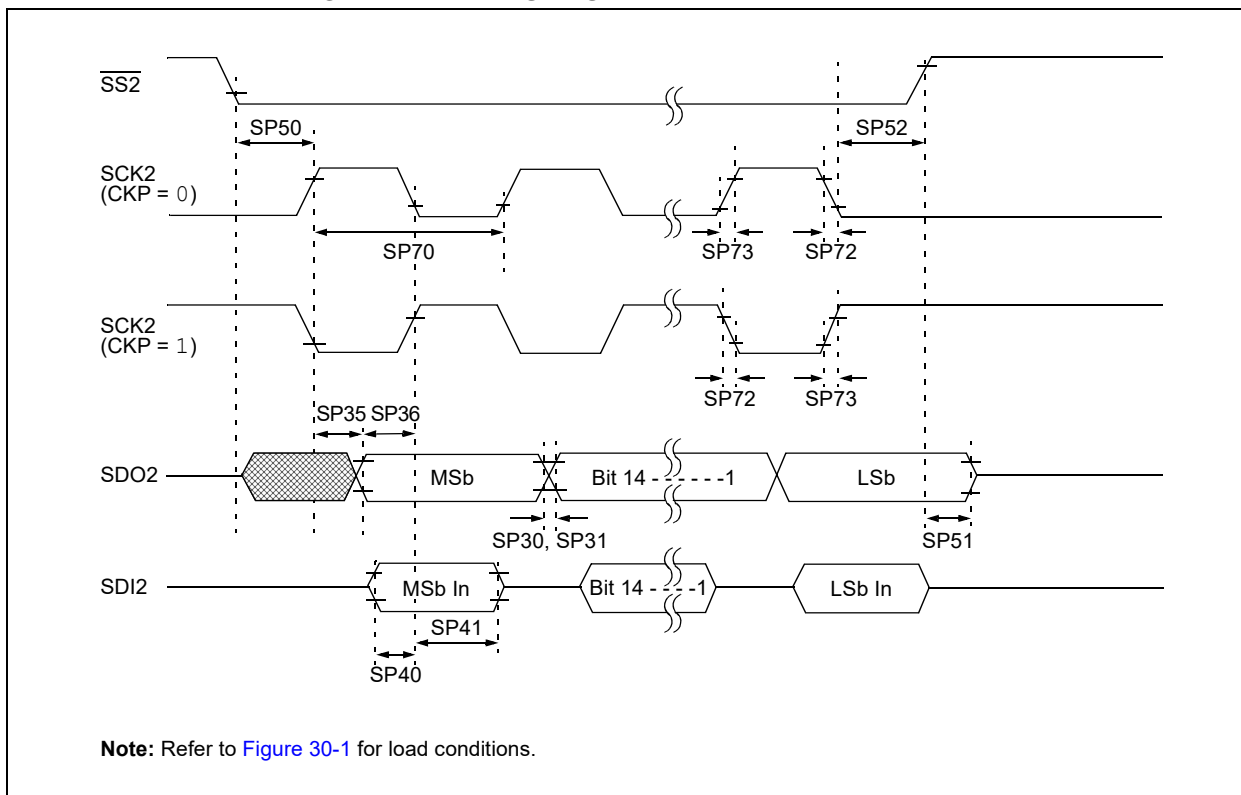 SS2
SP50
SP52
SCK2
(CKP = 0)
SP70
SP73
SP72
SCK2
(CKP = 1)
SP72
SP73
SP35 SP36
SDO2
MSb
Bit 14 - - - - - -1
LSb
SP30, SP31
SP51
SDI2
MSb In
Bit 14 - - - -1
LSb In
SP41
SP40
Note: Refer to Figure 30-1 for load conditions.